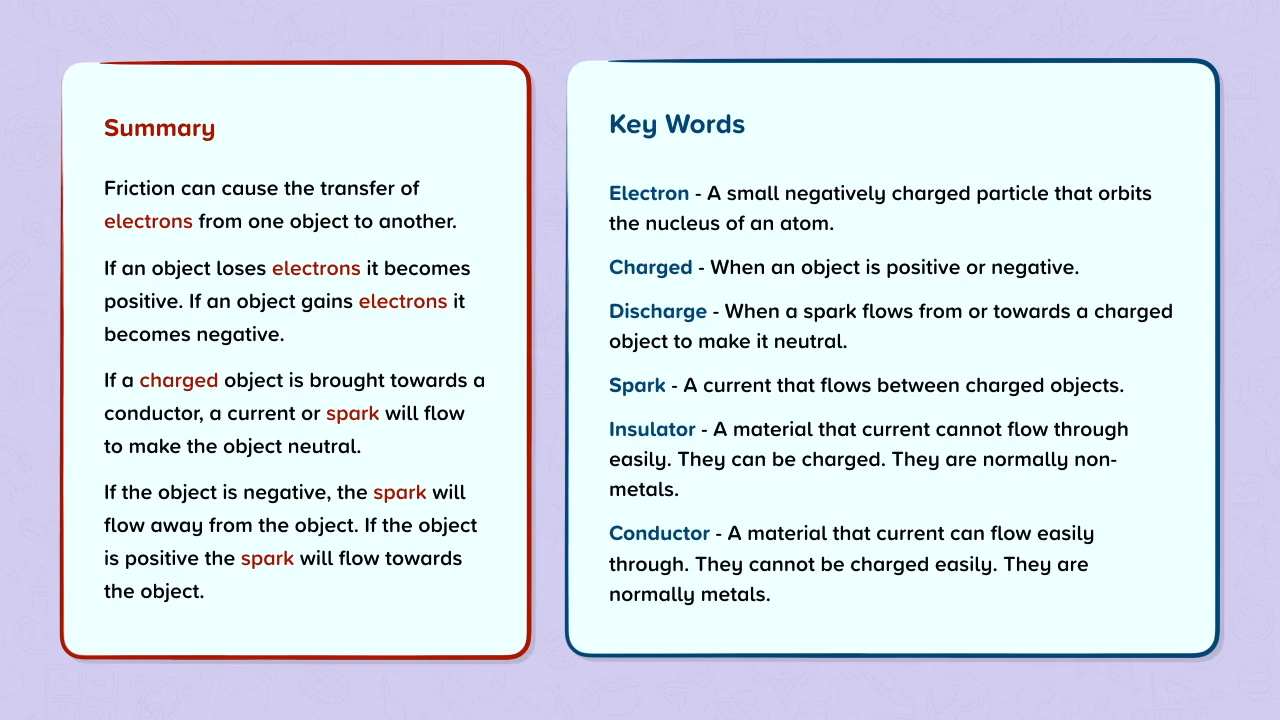 Summary
Friction can cause the transfer of
electrons from one object to another.
If an object loses electrons it becomes
positive. If an object gains electrons it
becomes negative.
If a charged object is brought towards a
conductor, a current or spark will flow
to make the object neutral.
If the object is negative, the spark will
flow away from the object. If the object
is positive the spark will flow towards
the object.
Key Words
Electron - A small negatively charged particle that orbits
the nucleus of an atom.
Charged - When an object is positive or negative.
Discharge - When a spark flows from or towards a charged
object to make it neutral.
Spark - A current that flows between charged objects.
Insulator - A material that current cannot flow through
easily. They can be charged. They are normally non-
metals.
Conductor - A material that current can flow easily
through. They cannot be charged easily. They are
normally metals.